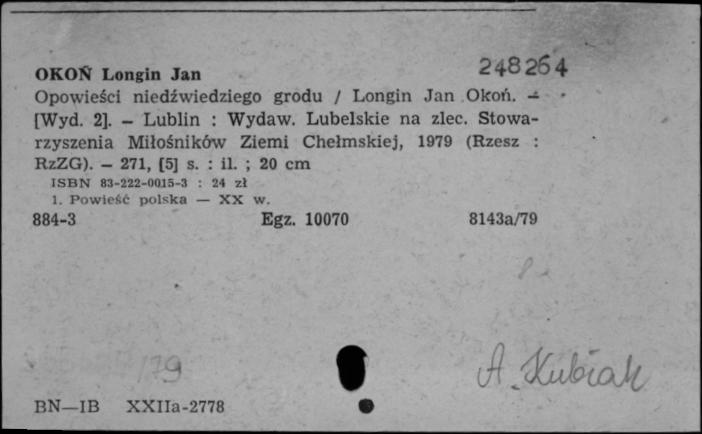 248264
OKOŃ Longin Jan
Opowieści niedźwiedziego grodu / Longin Jan Okoń. –
[Wyd. 2]. – Lublin : Wydaw. Lubelskie na zlec. Stowa-
rzyszenia Miłośników Ziemi Chełmskiej, 1979 (Rzesz :
RzZG). – 271, [5] s. : il. ; 20 cm
ISBN 83-222-0015-3 : 24 zł
1. Powieść polska — XX w.
884-3 Egz. 10070 8143a/79
/79
A. Kubiak
BN—IB XXIIa-2778